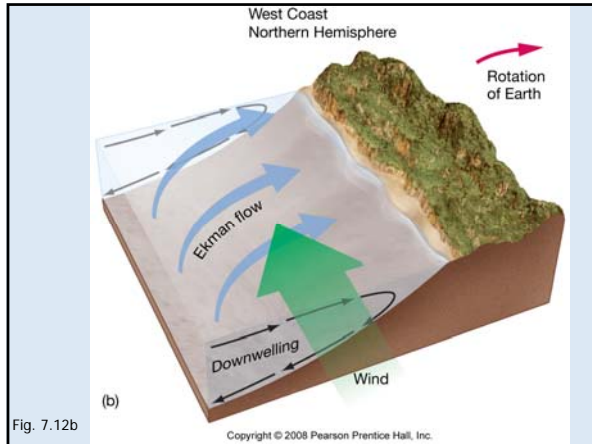 West Coast
Northern Hemisphere
Rotation
of Earth
Ekman flow
Downwelling
Wind
(b)
Fig. 7.12b
Copyright © 2008 Pearson Prentice Hall, Inc.